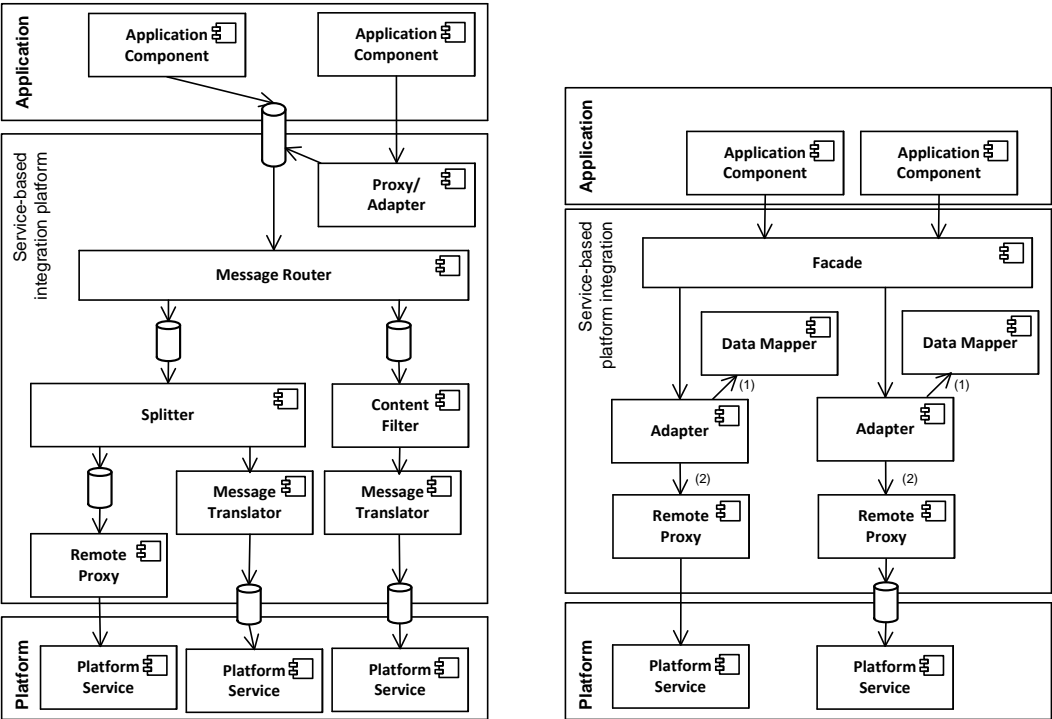 Application
Application
Component
Application
Component
Service-based
integration platform
Proxy/
Adapter
Message Router
Splitter
Content
Filter
Message
Translator
Message
Translator
Remote
Proxy
Platform
Platform
Service
Platform
Service
Platform
Service
Application
Application
Component
Application
Component
Service-based
platform integration
Facade
Data Mapper
Data Mapper
(1)
(1)
Adapter
Adapter
(2)
(2)
Remote
Proxy
Remote
Proxy
Platform
Platform
Service
Platform
Service